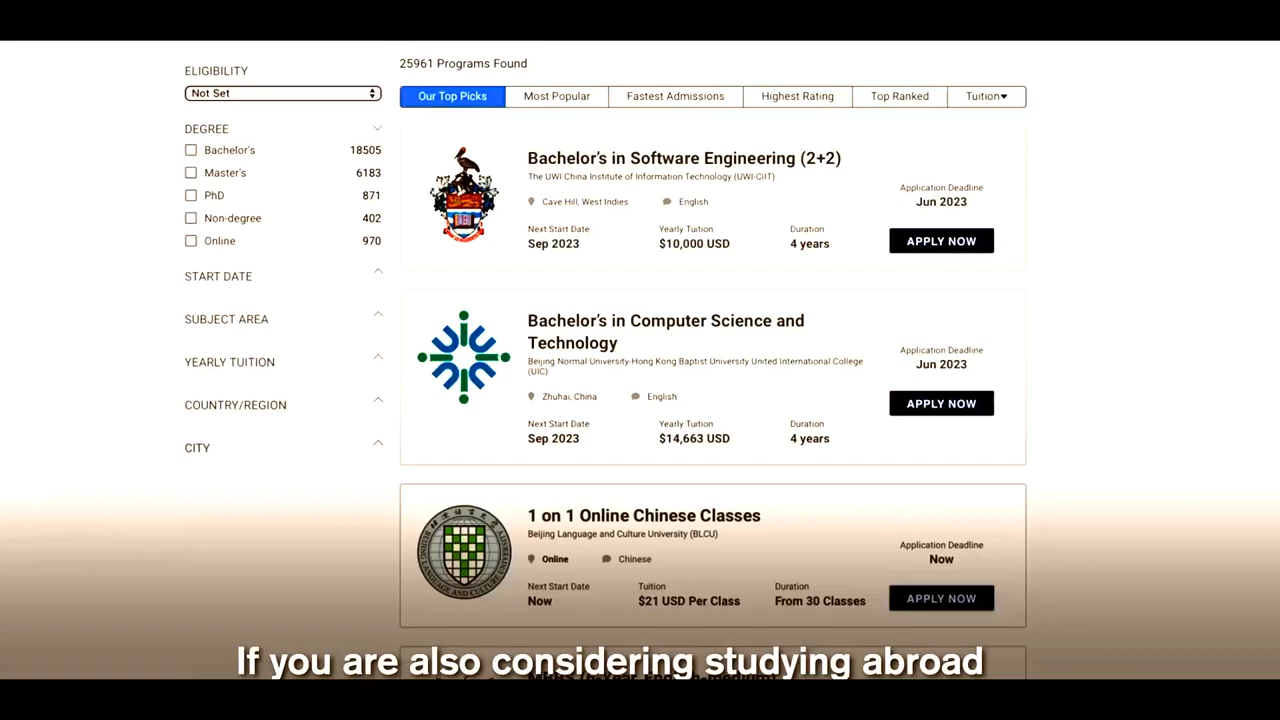 25961 Programs Found
ELIGIBILITY
Not Set
DEGREE
Bachelor's 18505
Master's 6183
PhD 871
Non-degree 402
Online 970
START DATE
SUBJECT AREA
YEARLY TUITION
COUNTRY/REGION
CITY
Our Top Picks Most Popular Fastest Admissions Highest Rating Top Ranked Tuition
Bachelor's in Software Engineering (2+2)
The UWI China Institute of Information Technology (UWI-CIIT)
Cave Hill, West Indies English
Next Start Date Yearly Tuition Duration
Sep 2023 $10,000 USD 4 years
Application Deadline
Jun 2023
APPLY NOW
Bachelor's in Computer Science and
Technology
Beijing Normal University-Hong Kong Baptist University United International College
(UIC)
Zhuhai, China English
Next Start Date Yearly Tuition Duration
Sep 2023 $14,663 USD 4 years
Application Deadline
Jun 2023
APPLY NOW
BEIJING LANGUAGE AND CULTURE UNIVERSITY
1 on 1 Online Chinese Classes
Beijing Language and Culture University (BLCU)
Online Chinese
Next Start Date Tuition Duration
Now $21 USD Per Class From 30 Classes
Application Deadline
Now
APPLY NOW
If you are also considering studying abroad